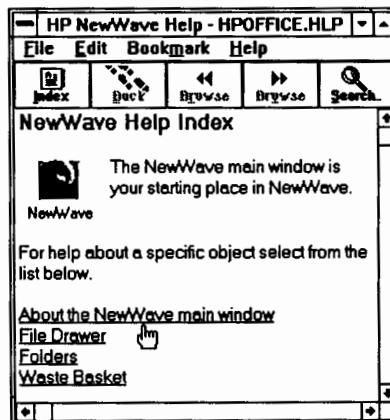 HP NewWave Help - HPOFFICE.HLP
File Edit Bookmark Help
Index Back Browse Browse Search...
NewWave Help Index
The NewWave main window is
your starting place in NewWave.
NewWave
For help about a specific object select from the
list below.
About the NewWave main window
File Drawer
Folders
Waste Basket